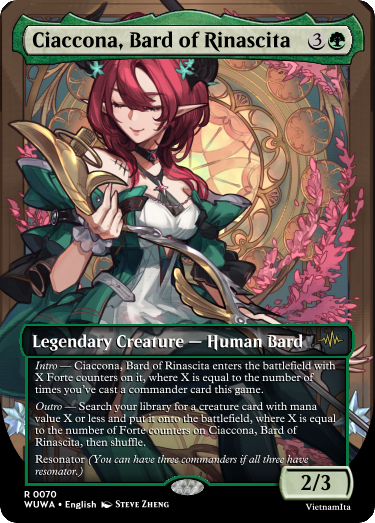 Ciaccona, Bard of Rinascita 3
Legendary Creature — Human Bard
Intro — Ciaccona, Bard of Rinascita enters the battlefield with
X Forte counters on it, where X is equal to the number of
times you've cast a commander card this game.
Outro — Search your library for a creature card with mana
value X or less and put it onto the battlefield, where X is equal
to the number of Forte counters on Ciaccona, Bard of
Rinascita, then shuffle.
Resonator (You can have three commanders if all three have
resonator.)
2/3
R 0070
WUWA • English STEVE ZHENG
VietnamIta